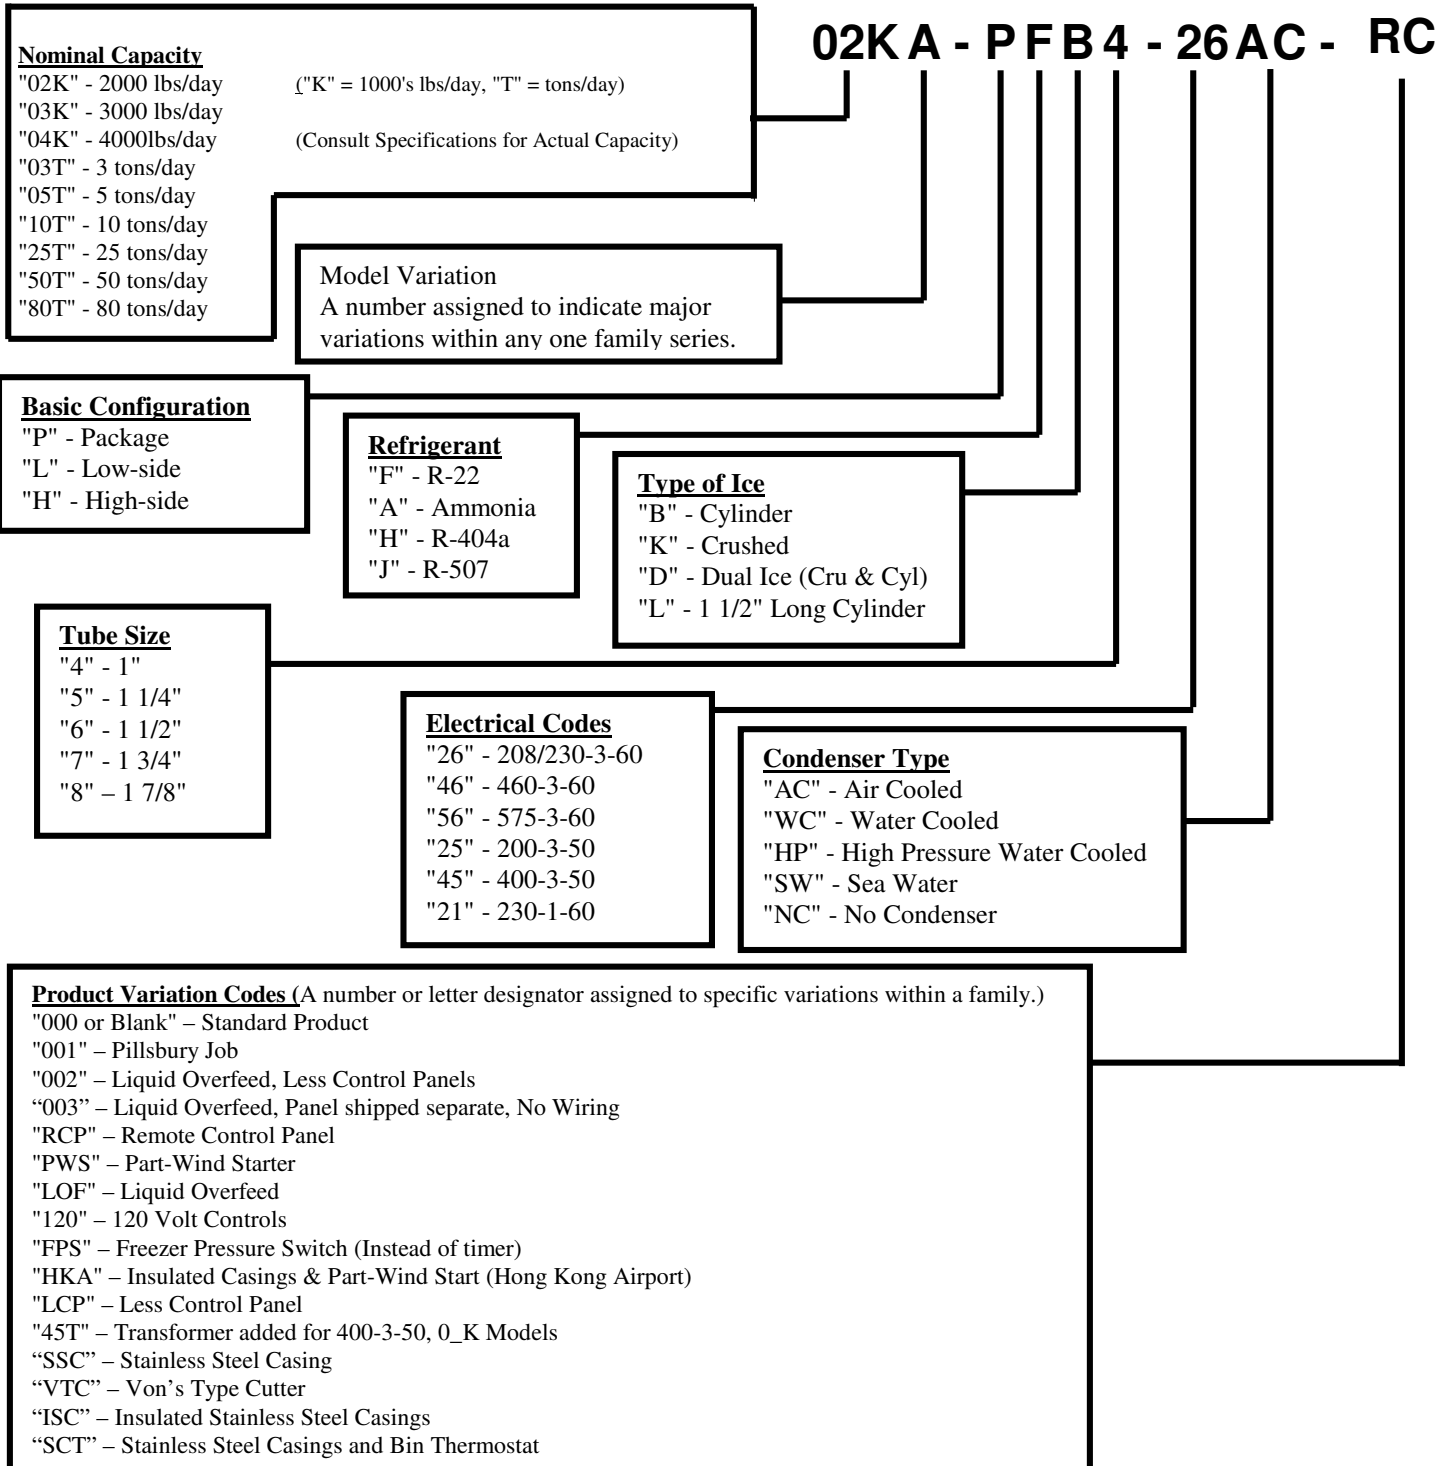 02KA-PFB4-26AC- RC
Nominal Capacity
"02K" - 2000 lbs/day ("K" = 1000's lbs/day, "T" = tons/day)
"03K" - 3000 lbs/day
"04K" - 4000lbs/day (Consult Specifications for Actual Capacity)
"03T" - 3 tons/day
"05T" - 5 tons/day
"10T" - 10 tons/day
"25T" - 25 tons/day
"50T" - 50 tons/day
"80T" - 80 tons/day
Model Variation
A number assigned to indicate major
variations within any one family series.
Basic Configuration
"P" - Package
"L" - Low-side
"H" - High-side
Refrigerant
"F" - R-22
"A" - Ammonia
"H" - R-404a
"J" - R-507
Type of Ice
"B" - Cylinder
"K" - Crushed
"D" - Dual Ice (Cru & Cyl)
"L" - 1 1/2" Long Cylinder
Tube Size
"4" - 1"
"5" - 1 1/4"
"6" - 1 1/2"
"7" - 1 3/4"
"8" – 1 7/8"
Electrical Codes
"26" - 208/230-3-60
"46" - 460-3-60
"56" - 575-3-60
"25" - 200-3-50
"45" - 400-3-50
"21" - 230-1-60
Condenser Type
"AC" - Air Cooled
"WC" - Water Cooled
"HP" - High Pressure Water Cooled
"SW" - Sea Water
"NC" - No Condenser
Product Variation Codes (A number or letter designator assigned to specific variations within a family.)
"000 or Blank" – Standard Product
"001" – Pillsbury Job
"002" – Liquid Overfeed, Less Control Panels
“003” – Liquid Overfeed, Panel shipped separate, No Wiring
"RCP" – Remote Control Panel
"PWS" – Part-Wind Starter
"LOF" – Liquid Overfeed
"120" – 120 Volt Controls
"FPS" – Freezer Pressure Switch (Instead of timer)
"HKA" – Insulated Casings & Part-Wind Start (Hong Kong Airport)
"LCP" – Less Control Panel
"45T" – Transformer added for 400-3-50, 0_K Models
“SSC” – Stainless Steel Casing
“VTC” – Von’s Type Cutter
“ISC” – Insulated Stainless Steel Casings
“SCT” – Stainless Steel Casings and Bin Thermostat